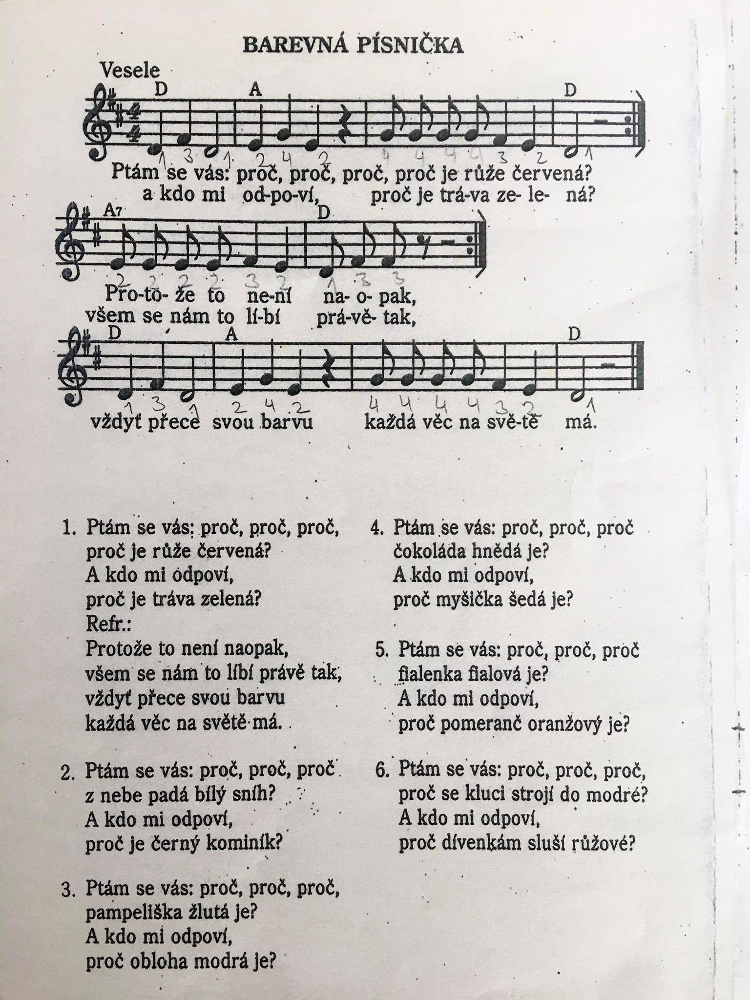 BAREVNÁ PÍSNIČKA
Vesele
D A D
4
4
1 3 1 2 4 2 4 4 4 4 3 2 1
Ptám se vás: proč, proč, proč, proč je růže červená?
a kdo mi od-po-ví, proč je trá-va ze- le- ná?
A7 D
2 2 2 2 3 2 1 3 3
Pro-to- že to ne-ní na- o- pak,
všem se nám to lí-bí prá-vě- tak,
D A D
1 3 1 2 4 2 4 4 4 4 3 2 1
vždyť přece svou barvu každá věc na svě-tě má.
1. Ptám se vás: proč, proč, proč,
proč je růže červená?
A kdo mi odpoví,
proč je tráva zelená?
Refr.:
Protože to není naopak,
všem se nám to líbí právě tak,
vždyť přece svou barvu
každá věc na světě má.
2. Ptám se vás: proč, proč, proč
z nebe padá bílý sníh?
A kdo mi odpoví,
proč je černý kominík?
3. Ptám se vás: proč, proč, proč,
pampeliška žlutá je?
A kdo mi odpoví,
proč obloha modrá je?
4. Ptám se vás: proč, proč, proč
čokoláda hnědá je?
A kdo mi odpoví,
proč myšička šedá je?
5. Ptám se vás: proč, proč, proč
fialenka fialová je?
A kdo mi odpoví,
proč pomeranč oranžový je?
6. Ptám se vás: proč, proč, proč,
proč se kluci strojí do modré?
A kdo mi odpoví,
proč dívenkám sluší růžové?